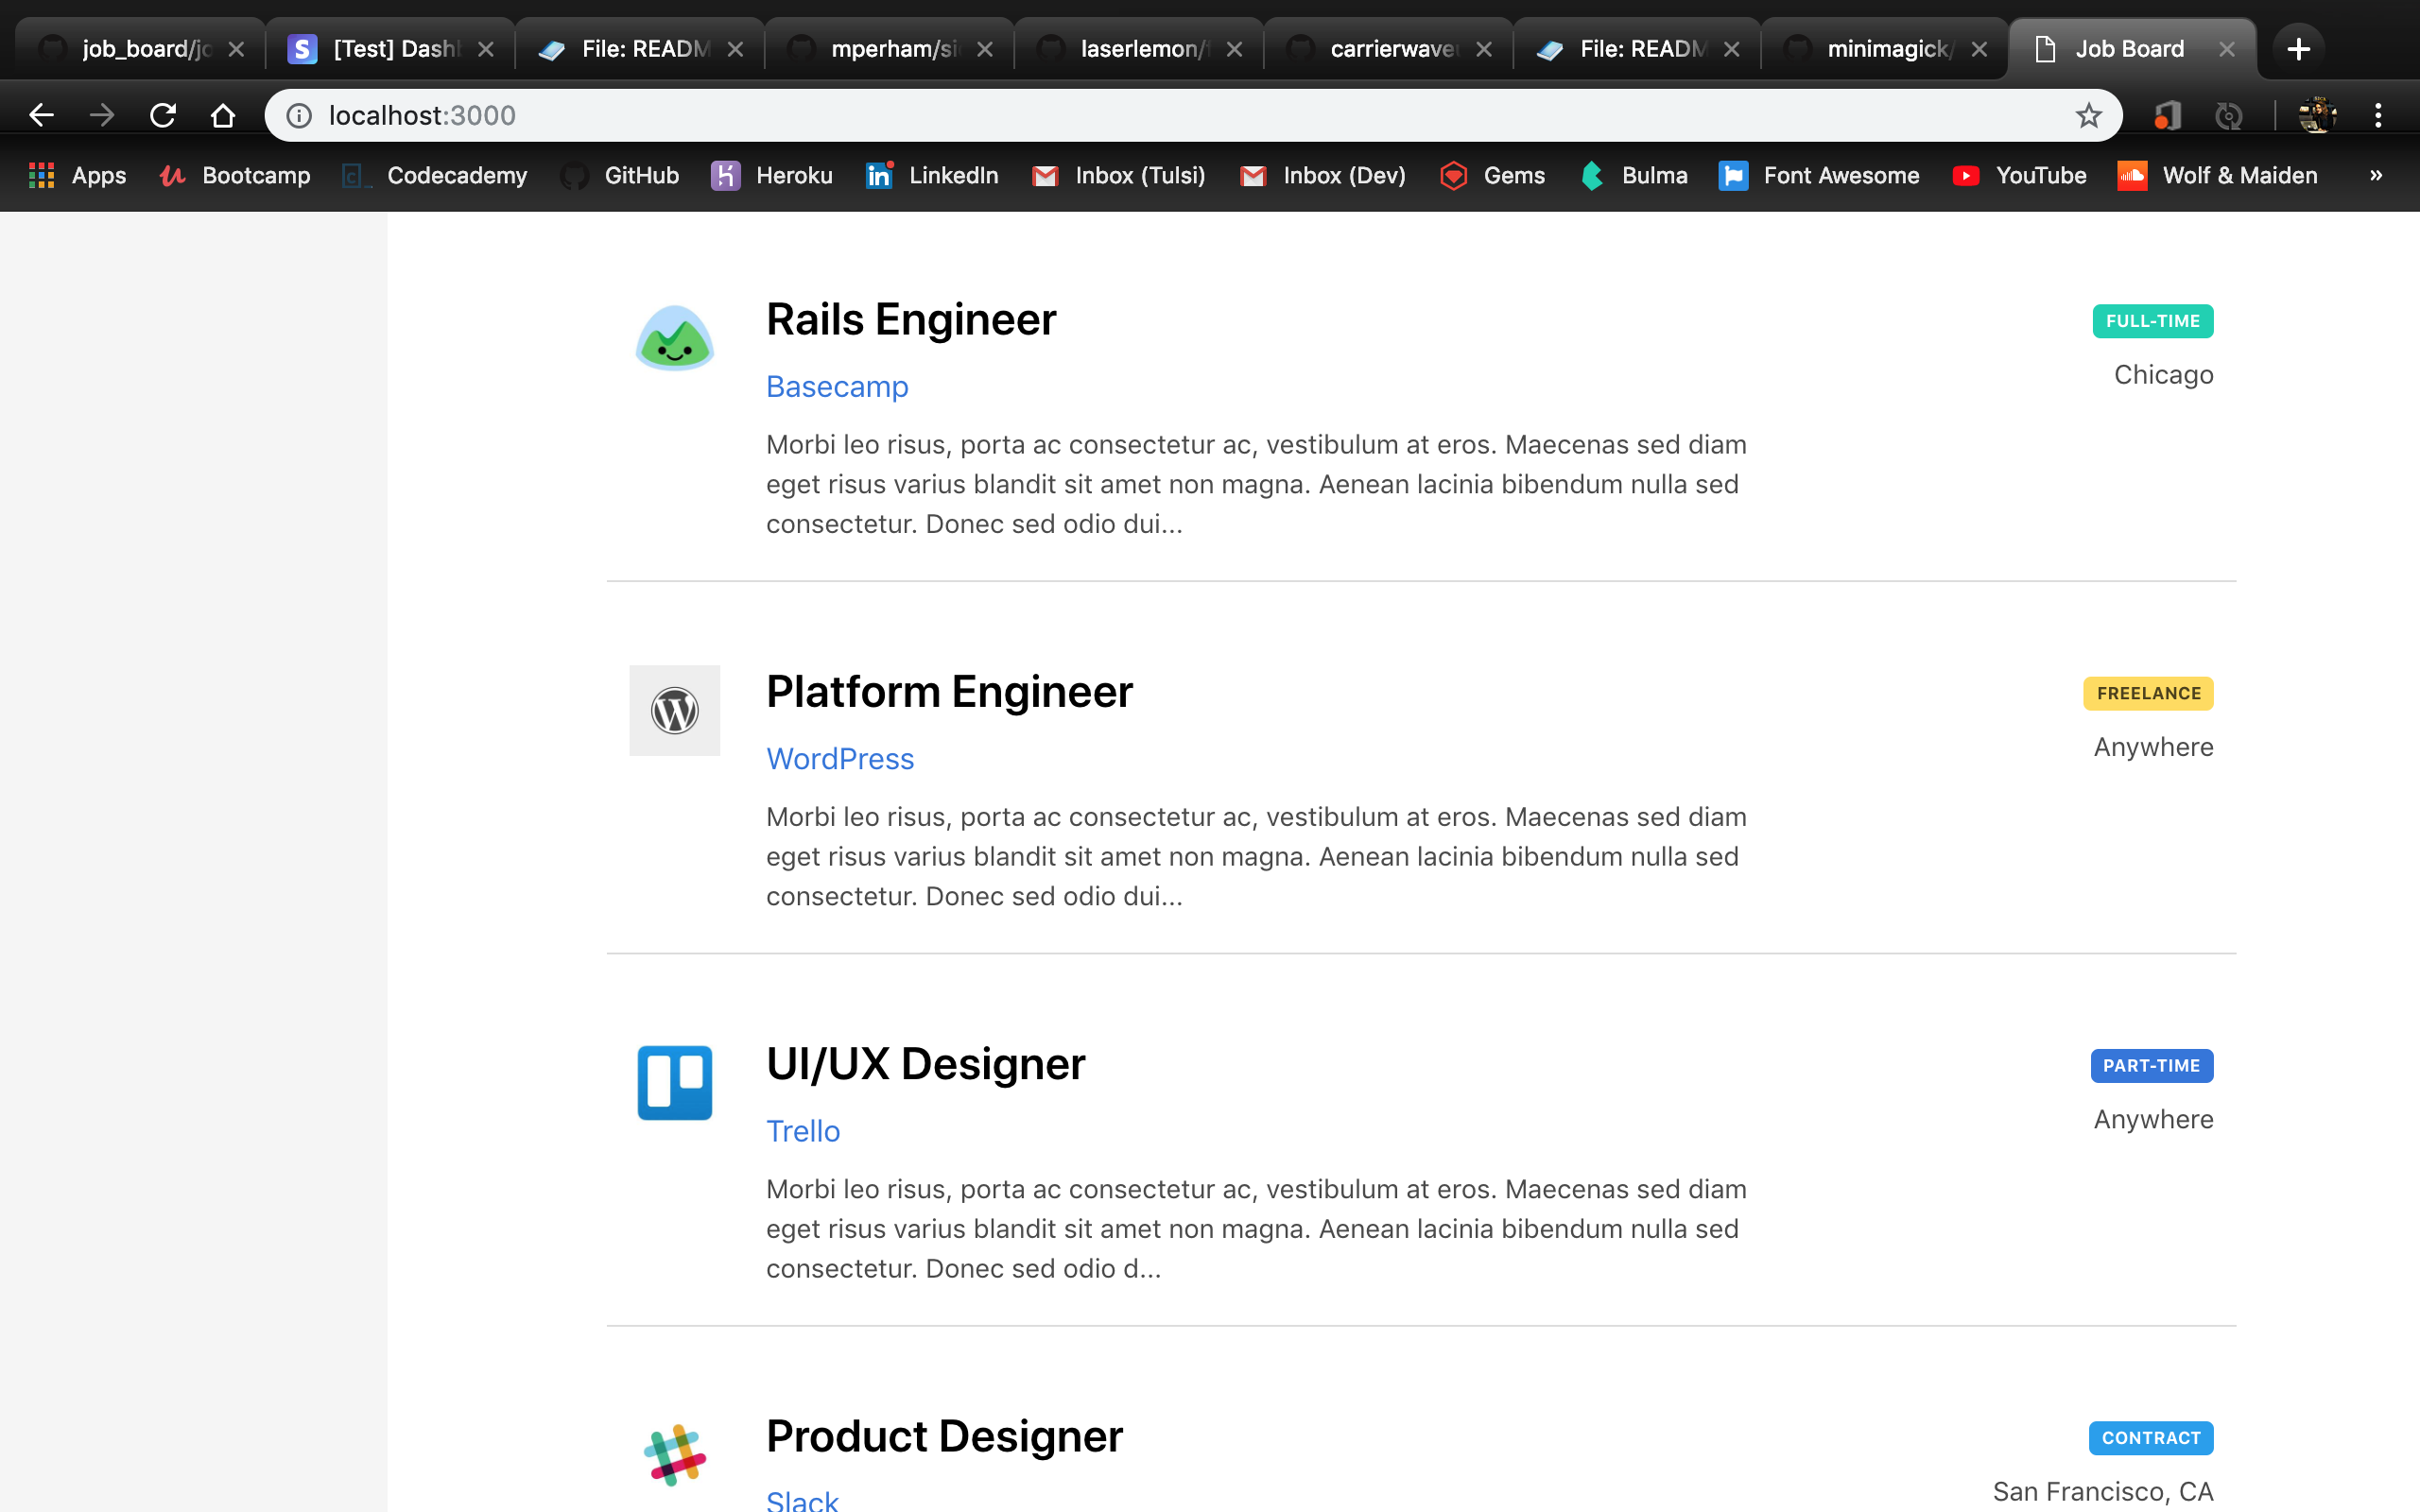 job_board/jo
[Test] Dash
File: READM
mperham/si
laserlemon/
carrierwave
File: READM
minimagick/
Job Board
localhost:3000
Apps
Bootcamp
Codecademy
GitHub
Heroku
LinkedIn
Inbox (Tulsi)
Inbox (Dev)
Gems
Bulma
Font Awesome
YouTube
Wolf & Maiden
»
Rails Engineer
FULL-TIME
Basecamp
Chicago
Morbi leo risus, porta ac consectetur ac, vestibulum at eros. Maecenas sed diam
eget risus varius blandit sit amet non magna. Aenean lacinia bibendum nulla sed
consectetur. Donec sed odio dui...
Platform Engineer
FREELANCE
WordPress
Anywhere
Morbi leo risus, porta ac consectetur ac, vestibulum at eros. Maecenas sed diam
eget risus varius blandit sit amet non magna. Aenean lacinia bibendum nulla sed
consectetur. Donec sed odio dui...
UI/UX Designer
PART-TIME
Trello
Anywhere
Morbi leo risus, porta ac consectetur ac, vestibulum at eros. Maecenas sed diam
eget risus varius blandit sit amet non magna. Aenean lacinia bibendum nulla sed
consectetur. Donec sed odio d...
Product Designer
CONTRACT
Slack
San Francisco, CA